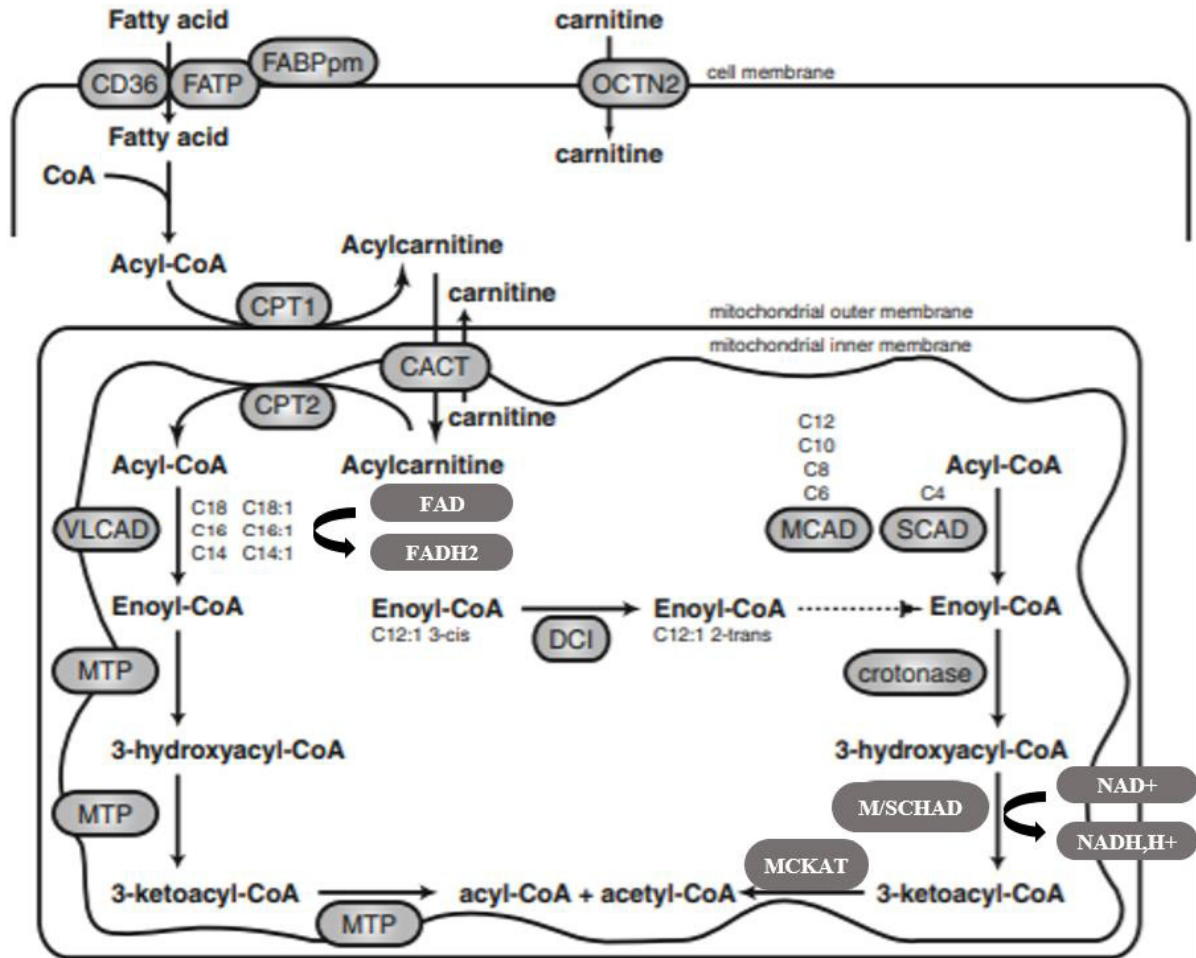 Fatty acid
carnitine
CD36
FATP
FABPpm
OCTN2
cell membrane
Fatty acid
carnitine
CoA
Acyl-CoA
Acylcarnitine
CPT1
carnitine
mitochondrial outer membrane
mitochondrial inner membrane
CACT
CPT2
carnitine
Acyl-CoA
Acylcarnitine
C12
C10
C8
C6
C4
Acyl-CoA
VLCAD
C18 C18:1
C16 C16:1
C14 C14:1
FAD
FADH2
MCAD
SCAD
Enoyl-CoA
Enoyl-CoA
C12:1 3-cis
DCI
Enoyl-CoA
C12:1 2-trans
Enoyl-CoA
MTP
crotonase
3-hydroxyacyl-CoA
3-hydroxyacyl-CoA
MTP
M/SCHAD
NAD+
NADH,H+
MCKAT
3-ketoacyl-CoA
acyl-CoA + acetyl-CoA
3-ketoacyl-CoA
MTP